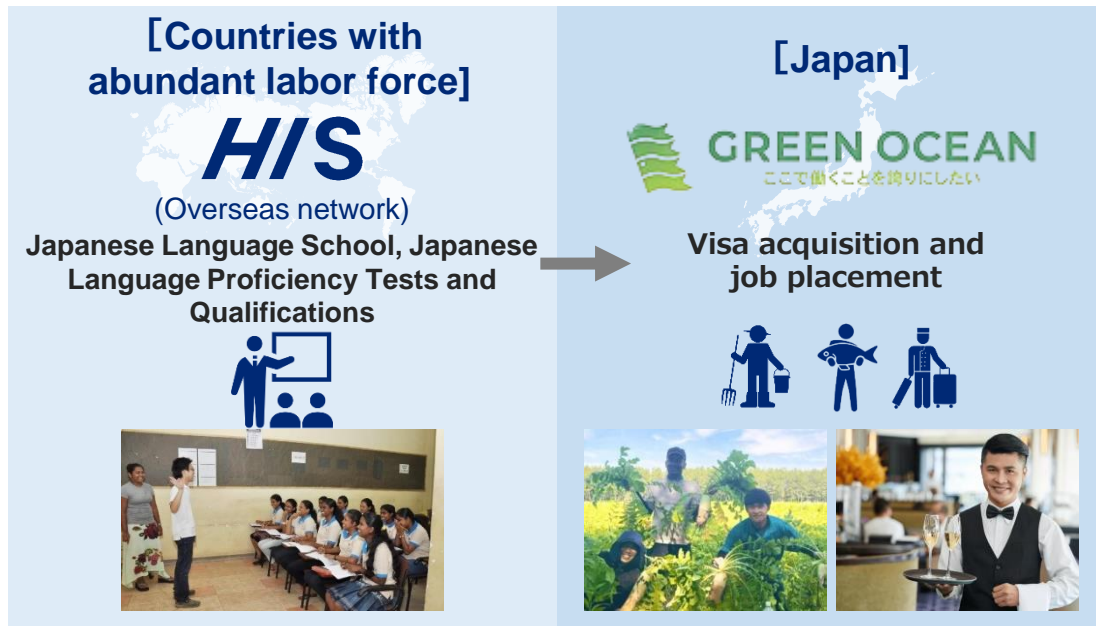 [Countries with
abundant labor force]
HIS
(Overseas network)
Japanese Language School, Japanese
Language Proficiency Tests and
Qualifications
[Japan]
GREEN OCEAN
ここで働くことを誇りにしたい
Visa acquisition and
job placement